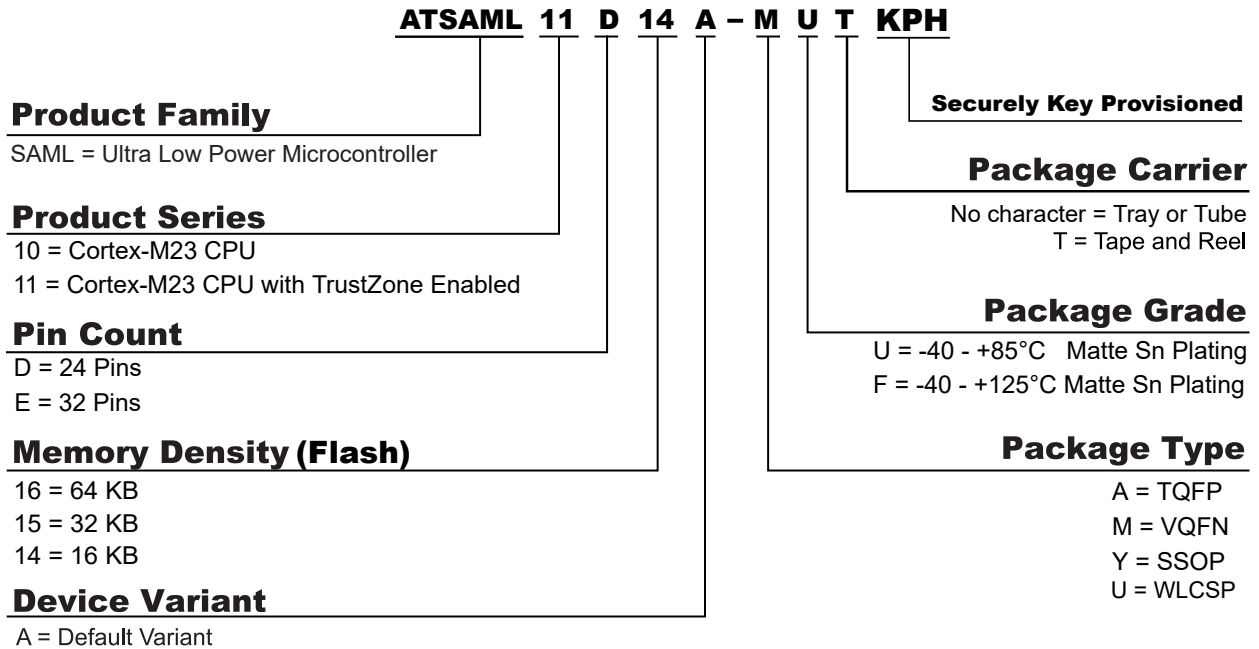 ATSAML 11 D 14 A – M U T KPH
Product Family
SAML = Ultra Low Power Microcontroller
Product Series
10 = Cortex-M23 CPU
11 = Cortex-M23 CPU with TrustZone Enabled
Pin Count
D = 24 Pins
E = 32 Pins
Memory Density (Flash)
16 = 64 KB
15 = 32 KB
14 = 16 KB
Device Variant
A = Default Variant
Securely Key Provisioned
Package Carrier
No character = Tray or Tube
T = Tape and Reel
Package Grade
U = -40 - +85°C Matte Sn Plating
F = -40 - +125°C Matte Sn Plating
Package Type
A = TQFP
M = VQFN
Y = SSOP
U = WLCSP